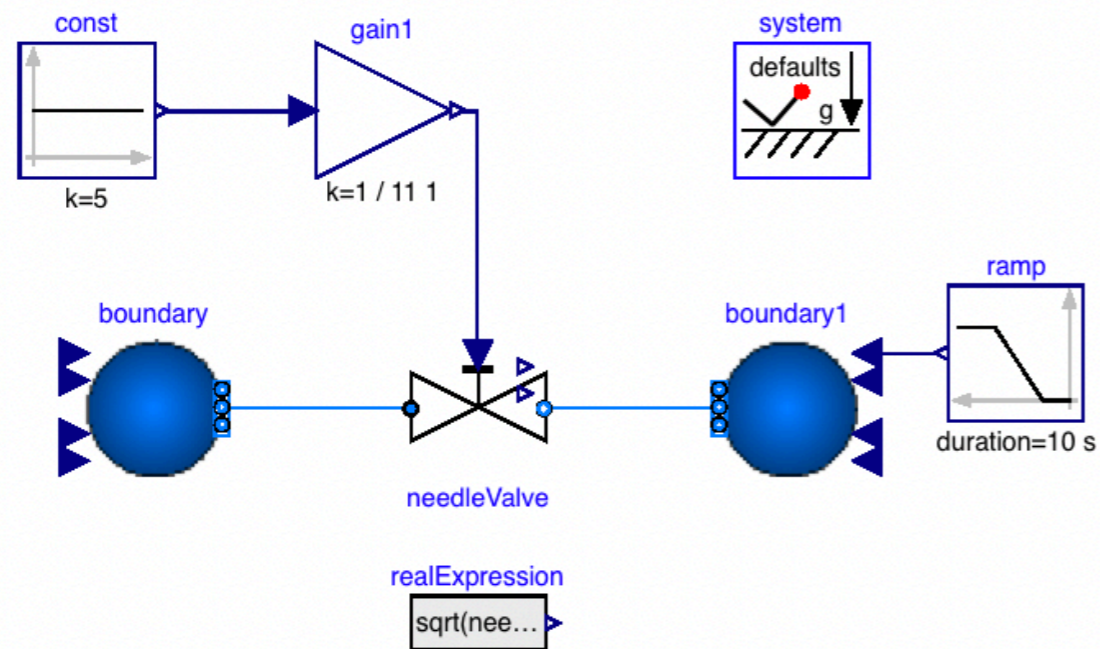 const
gain1
system
defaults
g
k=5
k=1 / 11 1
ramp
boundary
boundary1
duration=10 s
needleValve
realExpression
sqrt(nee...